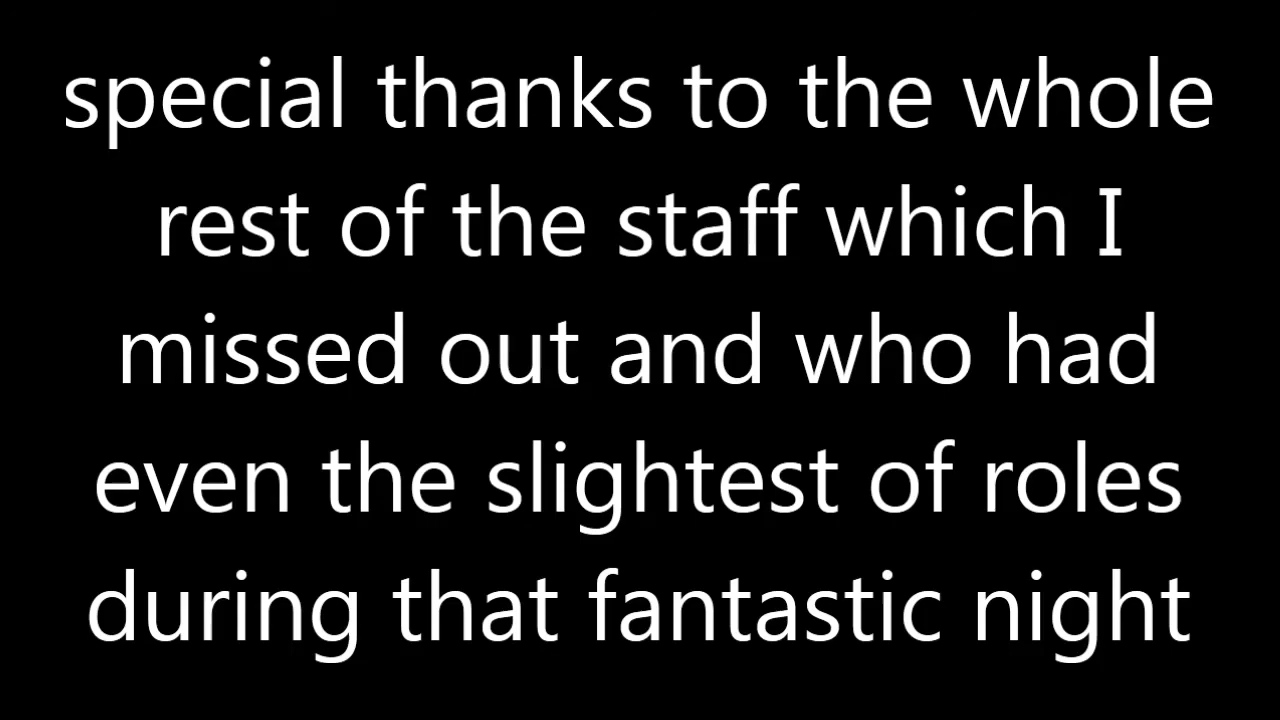 special thanks to the whole
rest of the staff which I
missed out and who had
even the slightest of roles
during that fantastic night